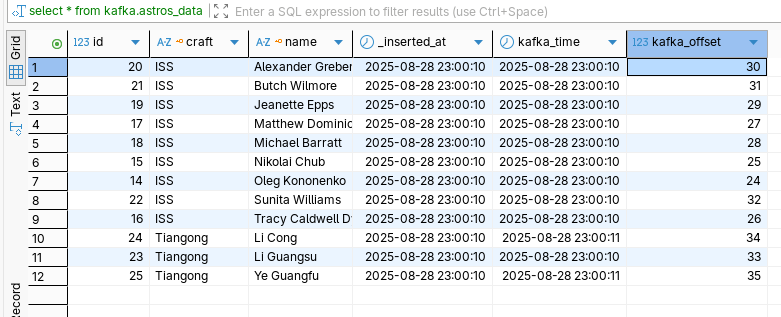 select * from kafka.astros_data Enter a SQL expression to filter results (use Ctrl+Space)
Grid
Text
Record
123 id A-Z craft A-Z name _inserted_at kafka_time 123 kafka_offset
1 20 ISS Alexander Greber 2025-08-28 23:00:10 2025-08-28 23:00:10 30
2 21 ISS Butch Wilmore 2025-08-28 23:00:10 2025-08-28 23:00:10 31
3 19 ISS Jeanette Epps 2025-08-28 23:00:10 2025-08-28 23:00:10 29
4 17 ISS Matthew Dominic 2025-08-28 23:00:10 2025-08-28 23:00:10 27
5 18 ISS Michael Barratt 2025-08-28 23:00:10 2025-08-28 23:00:10 28
6 15 ISS Nikolai Chub 2025-08-28 23:00:10 2025-08-28 23:00:10 25
7 14 ISS Oleg Kononenko 2025-08-28 23:00:10 2025-08-28 23:00:10 24
8 22 ISS Sunita Williams 2025-08-28 23:00:10 2025-08-28 23:00:10 32
9 16 ISS Tracy Caldwell D 2025-08-28 23:00:10 2025-08-28 23:00:10 26
10 24 Tiangong Li Cong 2025-08-28 23:00:10 2025-08-28 23:00:11 34
11 23 Tiangong Li Guangsu 2025-08-28 23:00:10 2025-08-28 23:00:10 33
12 25 Tiangong Ye Guangfu 2025-08-28 23:00:10 2025-08-28 23:00:11 35